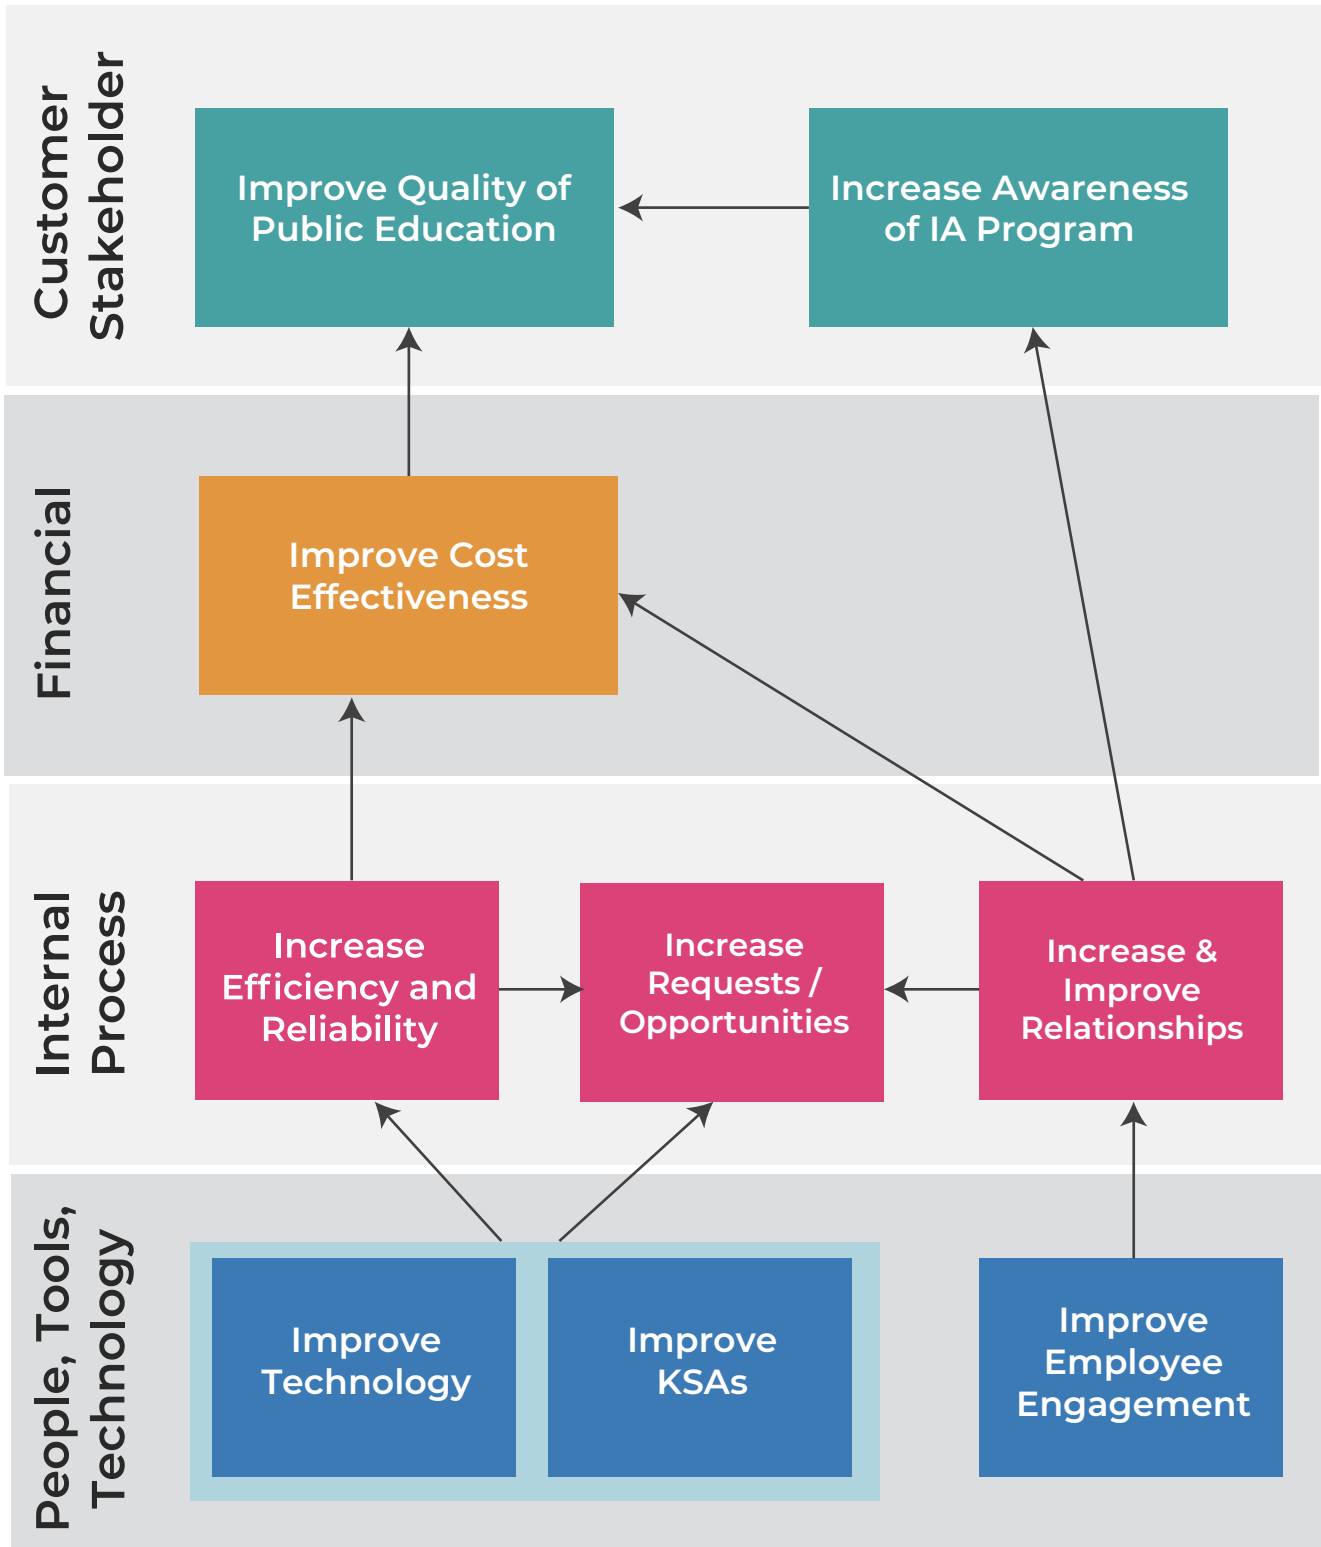 Customer
Stakeholder
Improve Quality of
Public Education
Increase Awareness
of IA Program
Financial
Improve Cost
Effectiveness
Internal
Process
Increase
Efficiency and
Reliability
Increase
Requests /
Opportunities
Increase &
Improve
Relationships
People, Tools,
Technology
Improve
Technology
Improve
KSAs
Improve
Employee
Engagement